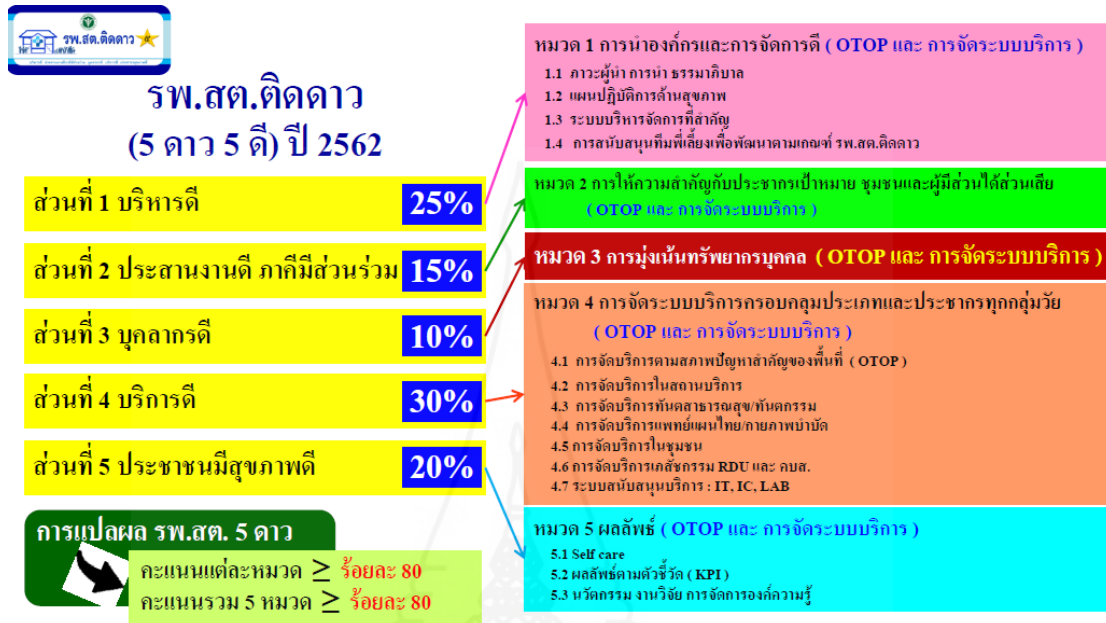 รพ.สต.ติดดาว
รพ.สต.ติดดาว
(5 ดาว 5 ดี) ปี 2562
ส่วนที่ 1 บริหารดี 25%
ส่วนที่ 2 ประสานงานดี ภาคีมีส่วนร่วม 15%
ส่วนที่ 3 บุคลากรดี 10%
ส่วนที่ 4 บริการดี 30%
ส่วนที่ 5 ประชาชนมีสุขภาพดี 20%
การแปลผล รพ.สต. 5 ดาว
คะแนนแต่ละหมวด ≥ ร้อยละ 80
คะแนนรวม 5 หมวด ≥ ร้อยละ 80
หมวด 1 การนำองค์กรและการจัดการดี ( OTOP และ การจัดระบบบริการ )
1.1 ภาวะผู้นำ การนำ ธรรมาภิบาล
1.2 แผนปฏิบัติการด้านสุขภาพ
1.3 ระบบบริหารจัดการที่สำคัญ
1.4 การสนับสนุนทีมพี่เลี้ยงเพื่อพัฒนาตามเกณฑ์ รพ.สต.ติดดาว
หมวด 2 การให้ความสำคัญกับประชากรเป้าหมาย ชุมชนและผู้มีส่วนได้ส่วนเสีย
( OTOP และ การจัดระบบบริการ )
หมวด 3 การมุ่งเน้นทรัพยากรบุคคล ( OTOP และ การจัดระบบบริการ )
หมวด 4 การจัดระบบบริการครอบคลุมประเภทและประชากรทุกกลุ่มวัย
( OTOP และ การจัดระบบบริการ )
4.1 การจัดบริการตามสภาพปัญหาสำคัญของพื้นที่ ( OTOP )
4.2 การจัดบริการในสถานบริการ
4.3 การจัดบริการทันตสาธารณสุข/ทันตกรรม
4.4 การจัดบริการแพทย์แผนไทย/กายภาพบำบัด
4.5 การจัดบริการในชุมชน
4.6 การจัดบริการเภสัชกรรม RDU และ คบส.
4.7 ระบบสนับสนุนบริการ : IT, IC, LAB
หมวด 5 ผลลัพธ์ ( OTOP และ การจัดระบบบริการ )
5.1 Self care
5.2 ผลลัพธ์ตามตัวชี้วัด ( KPI )
5.3 นวัตกรรม งานวิจัย การจัดการองค์ความรู้